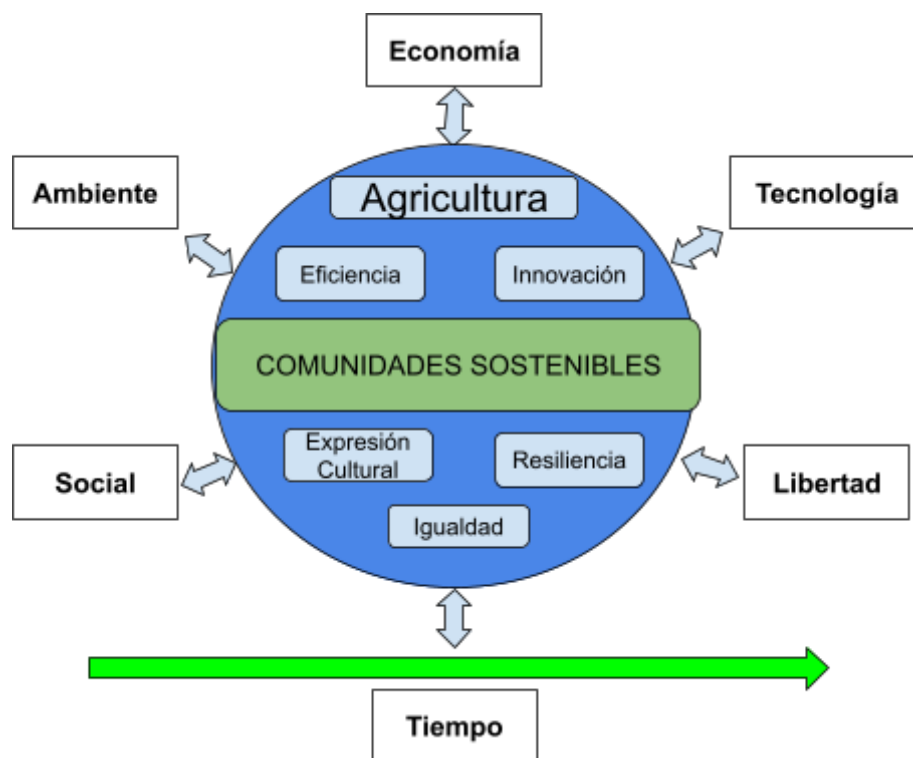 Economía
Ambiente
Tecnología
Agricultura
Eficiencia
Innovación
COMUNIDADES SOSTENIBLES
Expresión
Cultural
Resiliencia
Social
Libertad
Igualdad
Tiempo